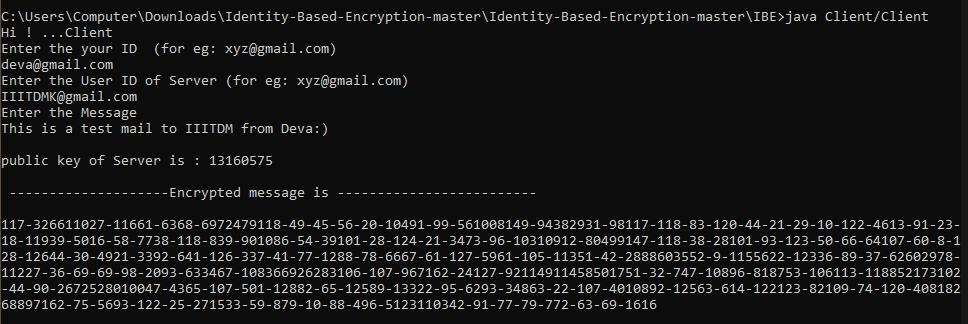 C:\Users\Computer\Downloads\Identity-Based-Encryption-master\Identity-Based-Encryption-master\IBE>java Client/Client
Hi ! ...Client
Enter the your ID  (for eg: xyz@gmail.com)
deva@gmail.com
Enter the User ID of Server (for eg: xyz@gmail.com)
IIITDMK@gmail.com
Enter the Message
This is a test mail to IIITDM from Deva:)
public key of Server is : 13160575
--------------------Encrypted message is -------------------------
117-326611027-11661-6368-6972479118-49-45-56-20-10491-99-561008149-94382931-98117-118-83-120-44-21-29-10-122-4613-91-23-
18-11939-5016-58-7738-118-839-901086-54-39101-28-124-21-3473-96-10310912-80499147-118-38-28101-93-123-50-66-64107-60-8-1
28-12644-30-4921-3392-641-126-337-41-77-1288-78-6667-61-127-5961-105-11351-42-2888603552-9-1155622-12336-89-37-62602978-
11227-36-69-69-98-2093-633467-108366926283106-107-967162-24127-92114911458501751-32-747-10896-818753-106113-118852173102
-44-90-2672528010047-4365-107-501-12882-65-12589-13322-95-6293-34863-22-107-4010892-12563-614-122123-82109-74-120-408182
68897162-75-5693-122-25-271533-59-879-10-88-496-5123110342-91-77-79-772-63-69-1616